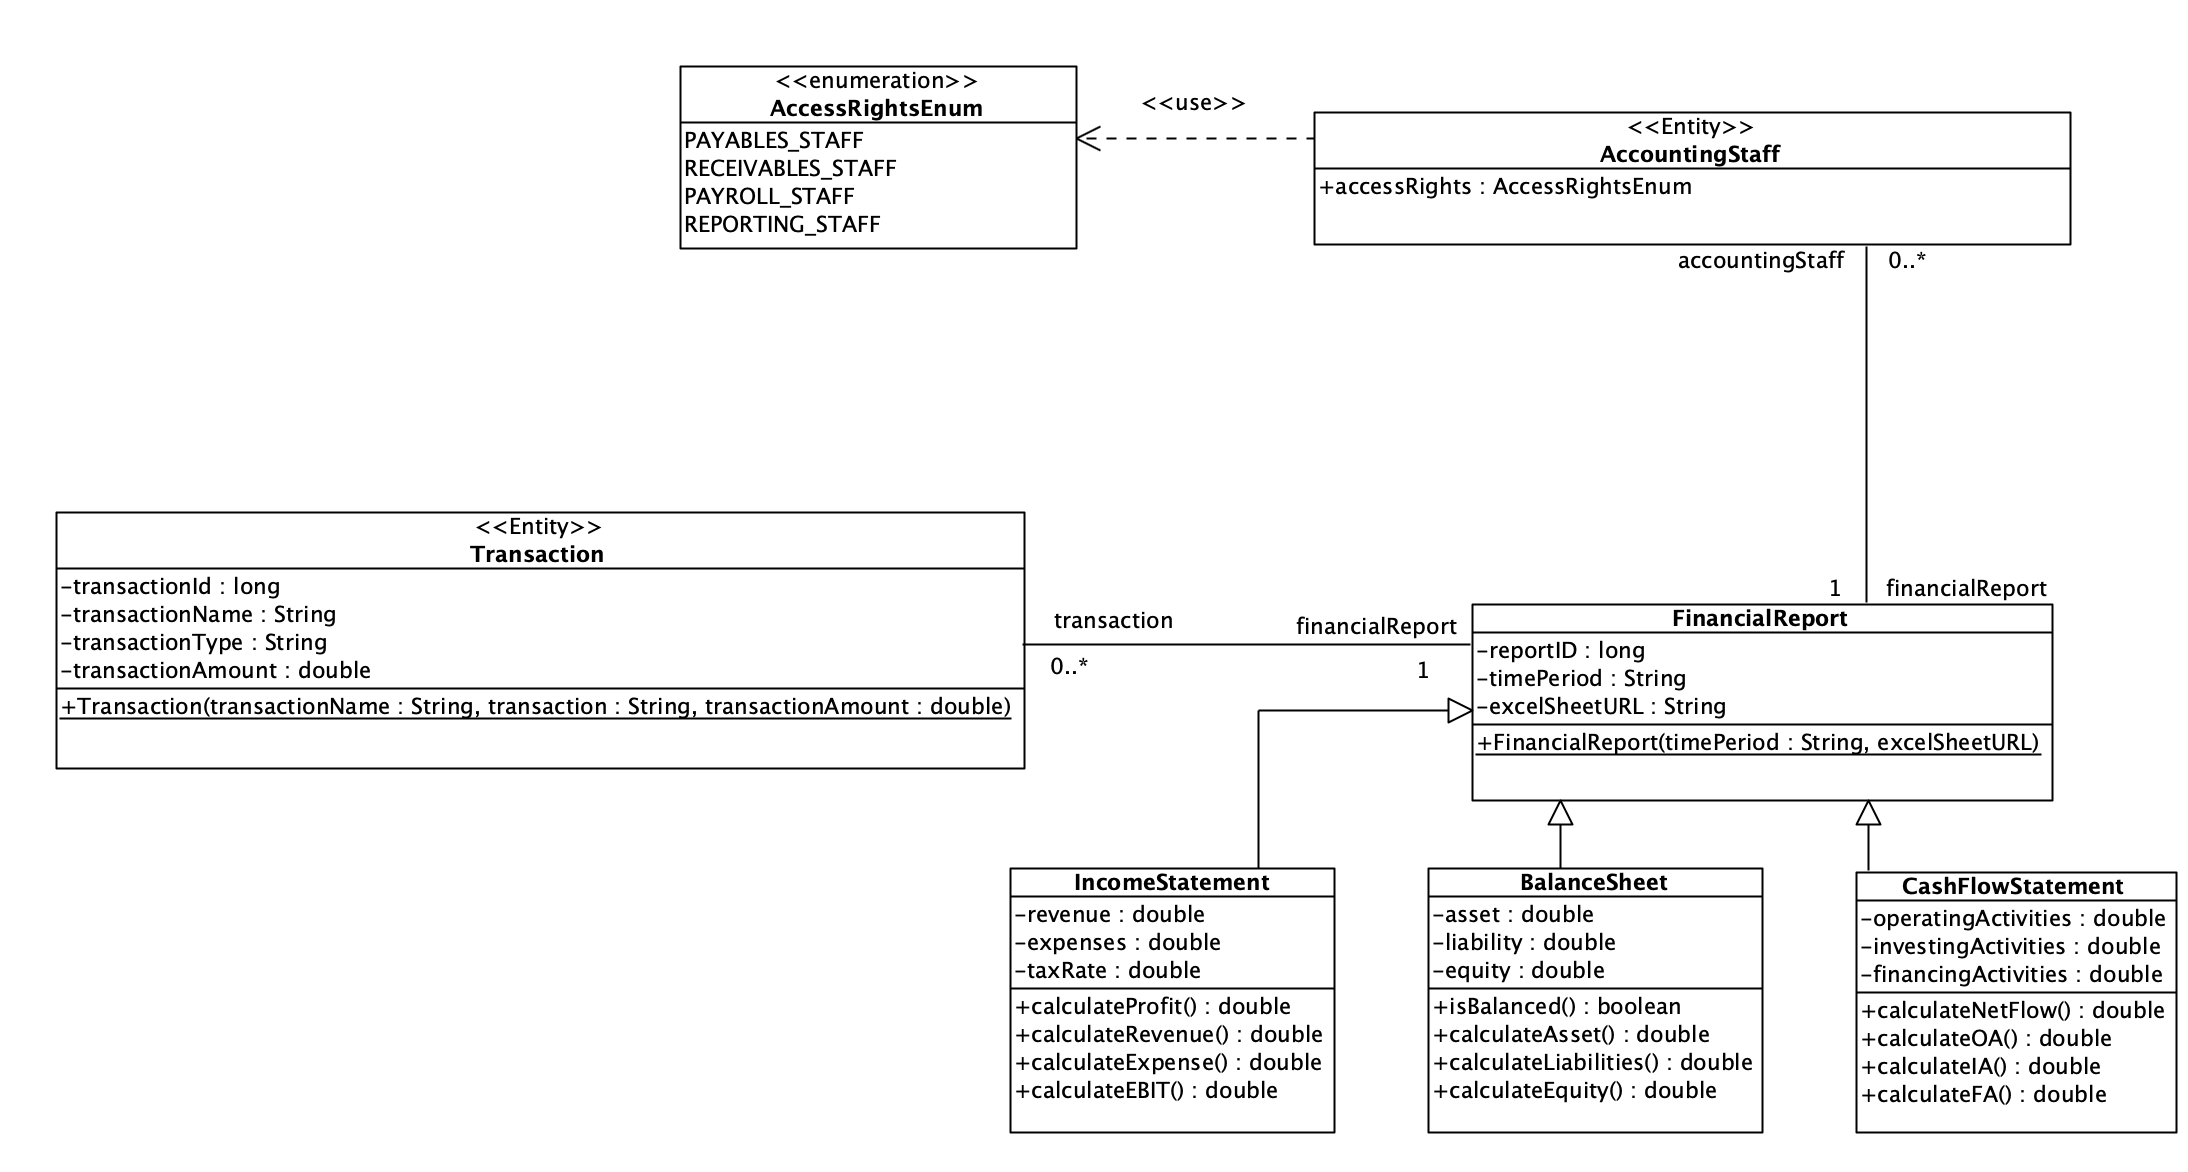 <<enumeration>>
AccessRightsEnum
PAYABLES_STAFF
RECEIVABLES_STAFF
PAYROLL_STAFF
REPORTING_STAFF
<<use>>
<<Entity>>
AccountingStaff
+accessRights : AccessRightsEnum
accountingStaff
0..*
<<Entity>>
Transaction
-transactionId : long
-transactionName : String
-transactionType : String
-transactionAmount : double
+Transaction(transactionName : String, transaction : String, transactionAmount : double)
transaction
0..*
financialReport
1
1
financialReport
FinancialReport
-reportID : long
-timePeriod : String
-excelSheetURL : String
+FinancialReport(timePeriod : String, excelSheetURL)
IncomeStatement
-revenue : double
-expenses : double
-taxRate : double
+calculateProfit() : double
+calculateRevenue() : double
+calculateExpense() : double
+calculateEBIT() : double
BalanceSheet
-asset : double
-liability : double
-equity : double
+isBalanced() : boolean
+calculateAsset() : double
+calculateLiabilities() : double
+calculateEquity() : double
CashFlowStatement
-operatingActivities : double
-investingActivities : double
-financingActivities : double
+calculateNetFlow() : double
+calculateOA() : double
+calculateIA() : double
+calculateFA() : double